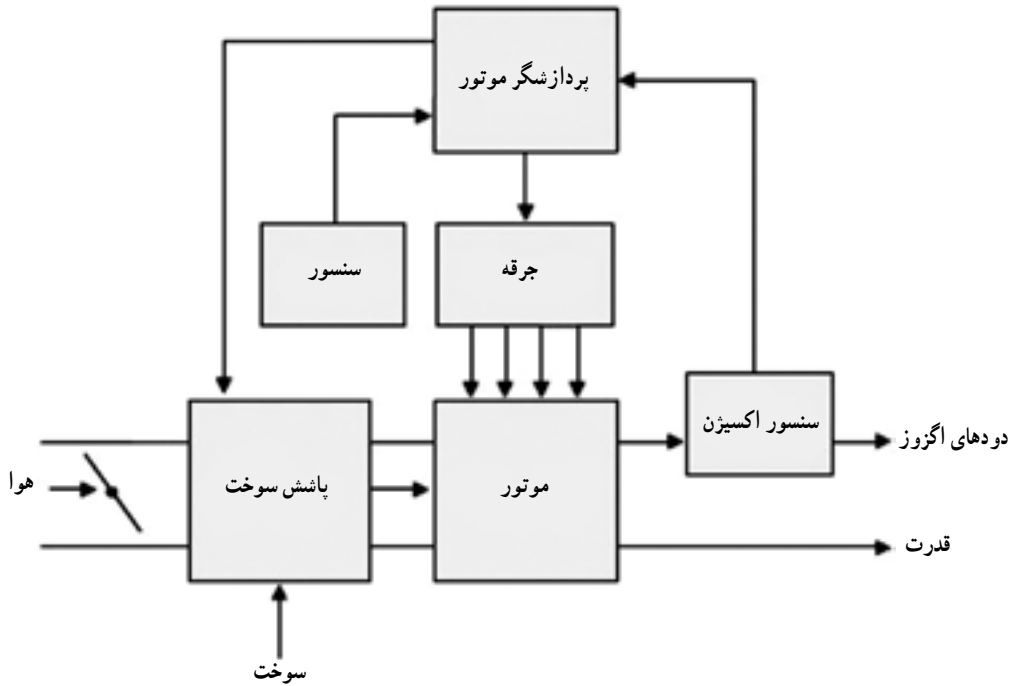 پردازشگر موتور
سنسور
جرقه
سنسور اکسیژن
دودهای اگزوز
هوا
پاشش سوخت
موتور
قدرت
سوخت